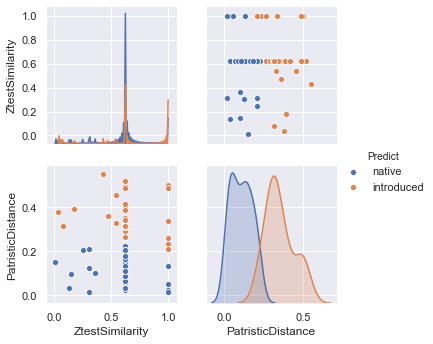 1.0
0.8
0.6
0.4
0.2
0.0
ZtestSimilarity
Predict
native
introduced
0.4
0.2
0.0
PatristicDistance
0.0 0.5 1.0
ZtestSimilarity
0.0 0.5
PatristicDistance